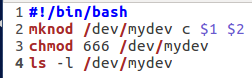 1 #!/bin/bash
2 mknod /dev/mydev c $1 $2
3 chmod 666 /dev/mydev
4 ls -l /dev/mydev